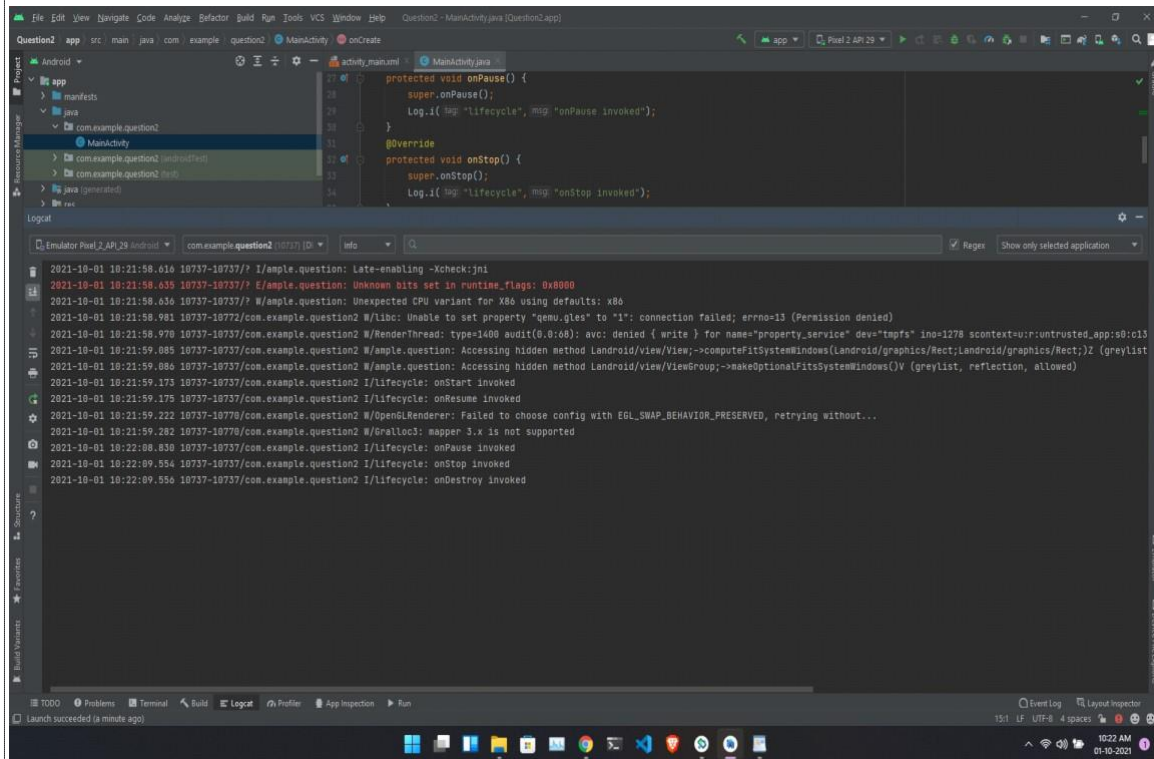 File Edit View Navigate Code Analyze Refactor Build Run Tools VCS Window Help Question2 - MainActivity.java [Question2.app]
Question2 app src main java com example question2 MainActivity onCreate app Pixel 2 API 29
Android activity_main.xml MainActivity.java
Project
Resource Manager
app
manifests
java
com.example.question2
MainActivity
com.example.question2 (androidTest)
com.example.question2 (test)
java (generated)
res
27 protected void onPause() {
28 super.onPause();
29 Log.i( tag: "lifecycle", msg: "onPause invoked");
30 }
31 @Override
32 protected void onStop() {
33 super.onStop();
34 Log.i( tag: "lifecycle", msg: "onStop invoked");
Logcat
Emulator Pixel_2_API_29 Android com.example.question2 (10737) [D info Regex Show only selected application
2021-10-01 10:21:58.616 10737-10737/? I/ample.question: Late-enabling -Xcheck:jni
2021-10-01 10:21:58.635 10737-10737/? E/ample.question: Unknown bits set in runtime_flags: 0x8000
2021-10-01 10:21:58.636 10737-10737/? W/ample.question: Unexpected CPU variant for X86 using defaults: x86
2021-10-01 10:21:58.981 10737-10772/com.example.question2 W/libc: Unable to set property "qemu.gles" to "1": connection failed; errno=13 (Permission denied)
2021-10-01 10:21:58.970 10737-10737/com.example.question2 W/RenderThread: type=1400 audit(0.0:68): avc: denied { write } for name="property_service" dev="tmpfs" ino=1278 scontext=u:r:untrusted_app:s0:c13
2021-10-01 10:21:59.085 10737-10737/com.example.question2 W/ample.question: Accessing hidden method Landroid/view/View;->computeFitSystemWindows(Landroid/graphics/Rect;Landroid/graphics/Rect;)Z (greylist
2021-10-01 10:21:59.086 10737-10737/com.example.question2 W/ample.question: Accessing hidden method Landroid/view/ViewGroup;->makeOptionalFitsSystemWindows()V (greylist, reflection, allowed)
2021-10-01 10:21:59.173 10737-10737/com.example.question2 I/lifecycle: onStart invoked
2021-10-01 10:21:59.175 10737-10737/com.example.question2 I/lifecycle: onResume invoked
2021-10-01 10:21:59.222 10737-10770/com.example.question2 W/OpenGLRenderer: Failed to choose config with EGL_SWAP_BEHAVIOR_PRESERVED, retrying without...
2021-10-01 10:21:59.282 10737-10770/com.example.question2 W/Gralloc3: mapper 3.x is not supported
2021-10-01 10:22:08.830 10737-10737/com.example.question2 I/lifecycle: onPause invoked
2021-10-01 10:22:09.554 10737-10737/com.example.question2 I/lifecycle: onStop invoked
2021-10-01 10:22:09.556 10737-10737/com.example.question2 I/lifecycle: onDestroy invoked
Structure
Favorites
Build Variants
TODO Problems Terminal Build Logcat Profiler App Inspection Run Event Log Layout Inspector
Launch succeeded (a minute ago) 15:1 LF UTF-8 4 spaces
10:22 AM
01-10-2021
1